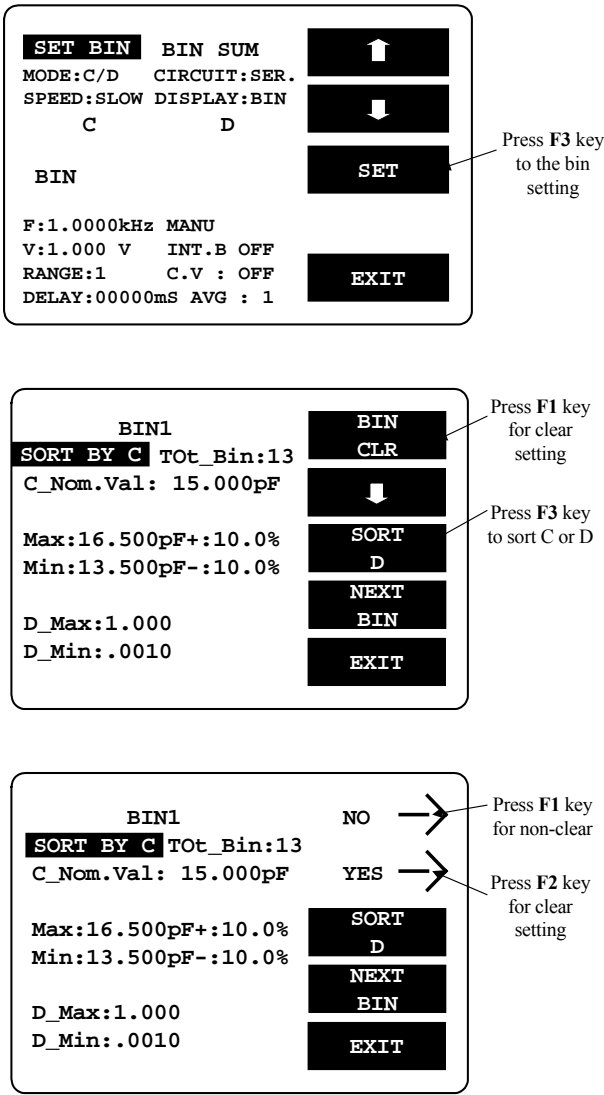 SET BIN BIN SUM
MODE:C/D CIRCUIT:SER.
SPEED:SLOW DISPLAY:BIN
C D
BIN
F:1.0000kHz MANU
V:1.000 V INT.B OFF
RANGE:1 C.V : OFF
DELAY:00000mS AVG : 1
SET
EXIT
Press F3 key
to the bin
setting
BIN1
SORT BY C TOt_Bin:13
C_Nom.Val: 15.000pF
Max:16.500pF+:10.0%
Min:13.500pF-:10.0%
D_Max:1.000
D_Min:.0010
BIN
CLR
SORT
D
NEXT
BIN
EXIT
Press F1 key
for clear
setting
Press F3 key
to sort C or D
BIN1
SORT BY C TOt_Bin:13
C_Nom.Val: 15.000pF
Max:16.500pF+:10.0%
Min:13.500pF-:10.0%
D_Max:1.000
D_Min:.0010
NO
YES
SORT
D
NEXT
BIN
EXIT
Press F1 key
for non-clear
Press F2 key
for clear
setting